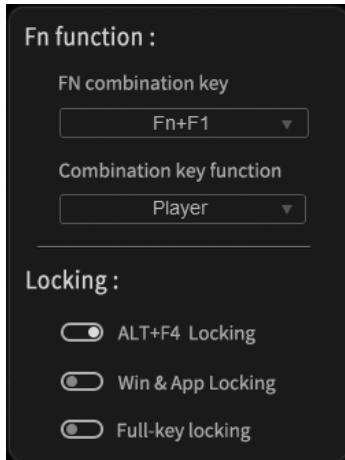 Fn function :
FN combination key
Fn+F1
Combination key function
Player
Locking :
ALT+F4 Locking
Win & App Locking
Full-key locking